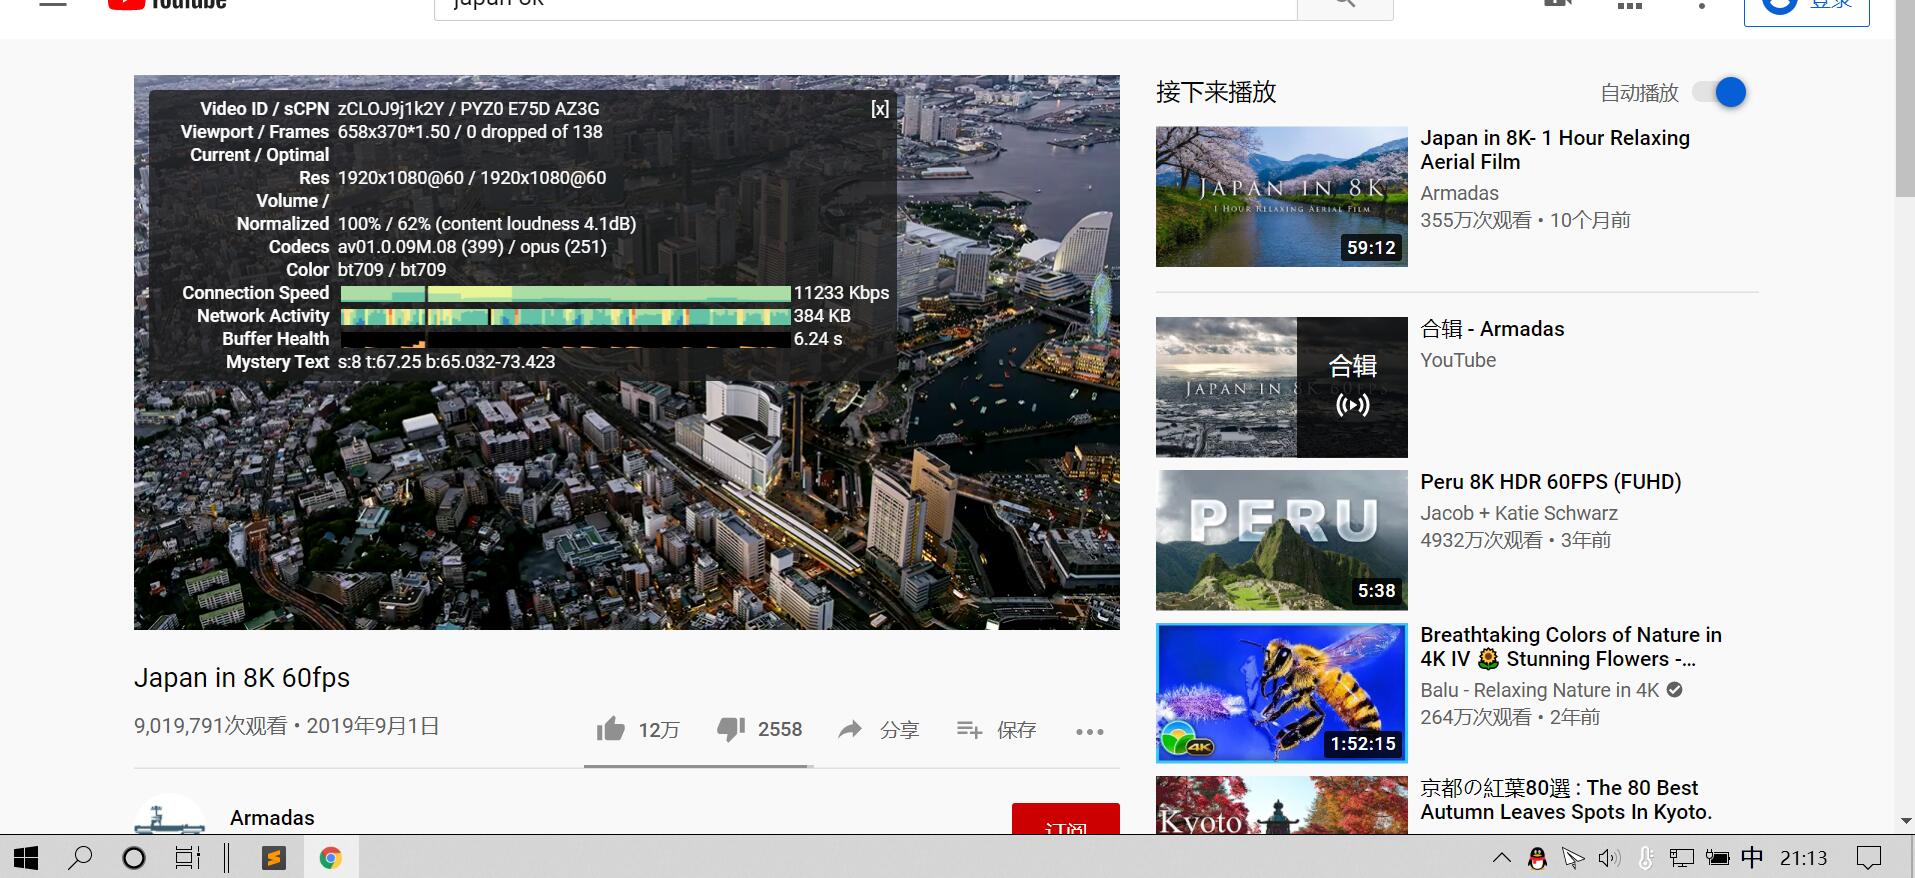 YouTube
japan 8k
登录
Video ID / sCPN zCLOJ9j1k2Y / PYZ0 E75D AZ3G
[x]
Viewport / Frames 658x370*1.50 / 0 dropped of 138
Current / Optimal
Res 1920x1080@60 / 1920x1080@60
Volume /
Normalized 100% / 62% (content loudness 4.1dB)
Codecs av01.0.09M.08 (399) / opus (251)
Color bt709 / bt709
Connection Speed 11233 Kbps
Network Activity 384 KB
Buffer Health 6.24 s
Mystery Text s:8 t:67.25 b:65.032-73.423
Japan in 8K 60fps
9,019,791次观看 • 2019年9月1日
12万
2558
分享
保存
Armadas
订阅
接下来播放
自动播放
JAPAN IN 8K
1 HOUR RELAXING AERIAL FILM
59:12
Japan in 8K- 1 Hour Relaxing
Aerial Film
Armadas
355万次观看 • 10个月前
JAPAN IN 8K 60FPS
合辑
合辑 - Armadas
YouTube
PERU
5:38
Peru 8K HDR 60FPS (FUHD)
Jacob + Katie Schwarz
4932万次观看 • 3年前
4K
1:52:15
Breathtaking Colors of Nature in
4K IV 🌻 Stunning Flowers -...
Balu - Relaxing Nature in 4K
264万次观看 • 2年前
Kyoto
京都の紅葉80選 : The 80 Best
Autumn Leaves Spots In Kyoto.
中
21:13